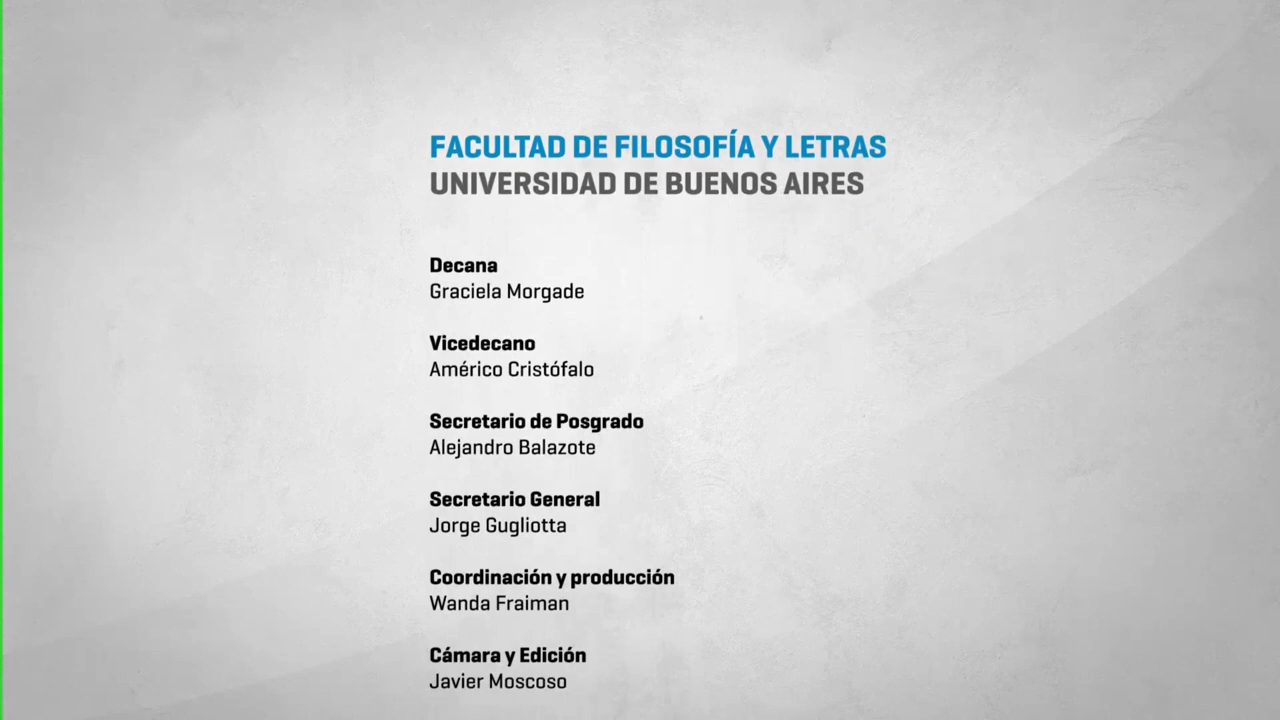 FACULTAD DE FILOSOFÍA Y LETRAS
UNIVERSIDAD DE BUENOS AIRES
Decana
Graciela Morgade
Vicedecano
Américo Cristófalo
Secretario de Posgrado
Alejandro Balazote
Secretario General
Jorge Gugliotta
Coordinación y producción
Wanda Fraiman
Cámara y Edición
Javier Moscoso